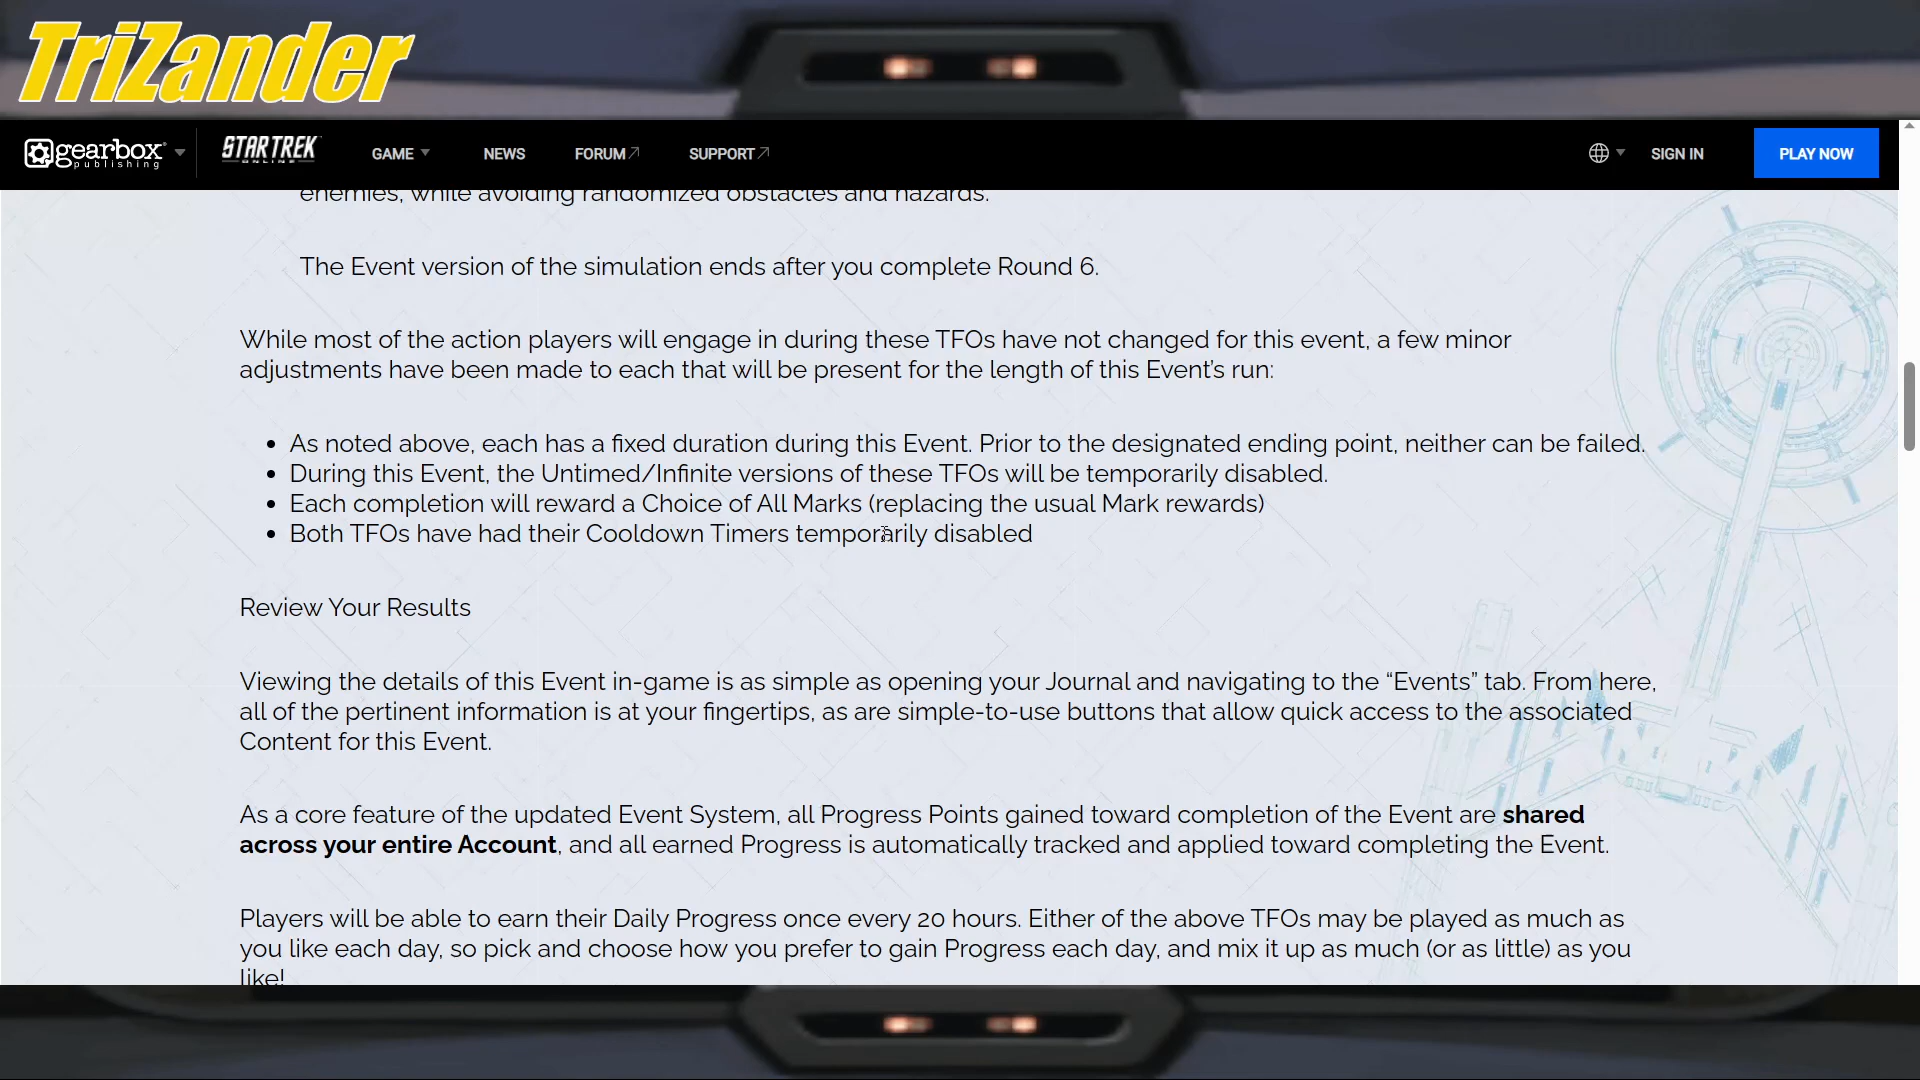 TriZander
gearbox publishing
STAR TREK ONLINE
GAME
NEWS
FORUM
SUPPORT
SIGN IN
PLAY NOW
enemies, while avoiding randomized obstacles and hazards.
The Event version of the simulation ends after you complete Round 6.
While most of the action players will engage in during these TFOs have not changed for this event, a few minor
adjustments have been made to each that will be present for the length of this Event's run:
• As noted above, each has a fixed duration during this Event. Prior to the designated ending point, neither can be failed.
• During this Event, the Untimed/Infinite versions of these TFOs will be temporarily disabled.
• Each completion will reward a Choice of All Marks (replacing the usual Mark rewards)
• Both TFOs have had their Cooldown Timers temporarily disabled
Review Your Results
Viewing the details of this Event in-game is as simple as opening your Journal and navigating to the “Events” tab. From here,
all of the pertinent information is at your fingertips, as are simple-to-use buttons that allow quick access to the associated
Content for this Event.
As a core feature of the updated Event System, all Progress Points gained toward completion of the Event are shared
across your entire Account, and all earned Progress is automatically tracked and applied toward completing the Event.
Players will be able to earn their Daily Progress once every 20 hours. Either of the above TFOs may be played as much as
you like each day, so pick and choose how you prefer to gain Progress each day, and mix it up as much (or as little) as you
like!